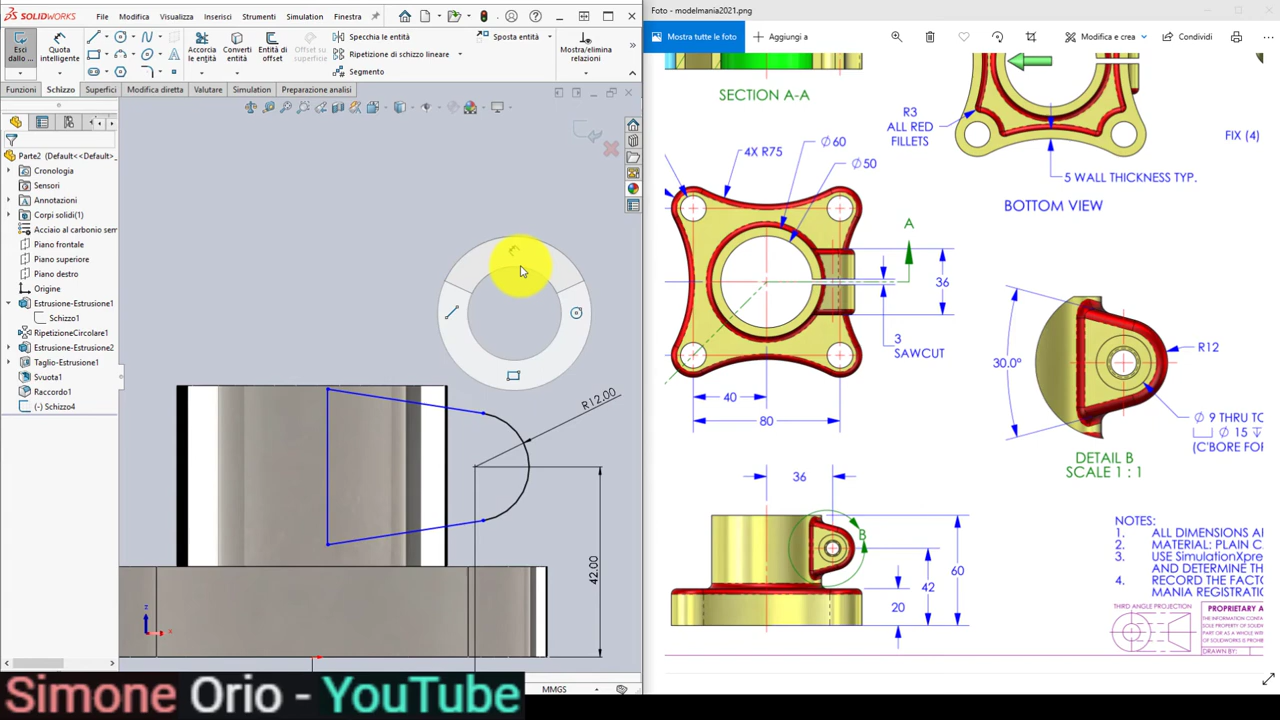 SOLIDWORKS
File
Modifica
Visualizza
Inserisci
Strumenti
Simulation
Finestra
Esci dallo ...
Quota intelligente
Accorcia le entità
Converti entità
Entità di offset
Offset su superficie
Specchia le entità
Ripetizione di schizzo lineare
Segmento
Sposta entità
Mostra/elimina relazioni
Funzioni
Schizzo
Superfici
Modifica diretta
Valutare
Simulation
Preparazione analisi
Parte2 (Default<<Default>_
Cronologia
Sensori
Annotazioni
Corpi solidi(1)
Acciaio al carbonio sem
Piano frontale
Piano superiore
Piano destro
Origine
Estrusione-Estrusione1
Schizzo1
RipetizioneCircolare1
Estrusione-Estrusione2
Taglio-Estrusione1
Svuota1
Raccordo1
(-) Schizzo4
R12.00
42.00
z
x
MMGS
Simone Orio - YouTube
Foto - modelmania2021.png
Mostra tutte le foto
Aggiungi a
Modifica e crea
Condividi
SECTION A-A
R3
ALL RED
FILLETS
FIX (4)
5 WALL THICKNESS TYP.
BOTTOM VIEW
4X R75
Ø60
Ø50
A
36
3
SAWCUT
40
80
30.0°
R12
Ø 9 THRU TO
⌴ Ø 15 ↧
(C'BORE FOR
DETAIL B
SCALE 1 : 1
36
B
60
42
20
NOTES:
1. ALL DIMENSIONS AR
2. MATERIAL: PLAIN C
3. USE SimulationXpre
AND DETERMINE TH
4. RECORD THE FACTO
MANIA REGISTRATI
THIRD ANGLE PROJECTION
PROPRIETARY A
DRAWN BY: